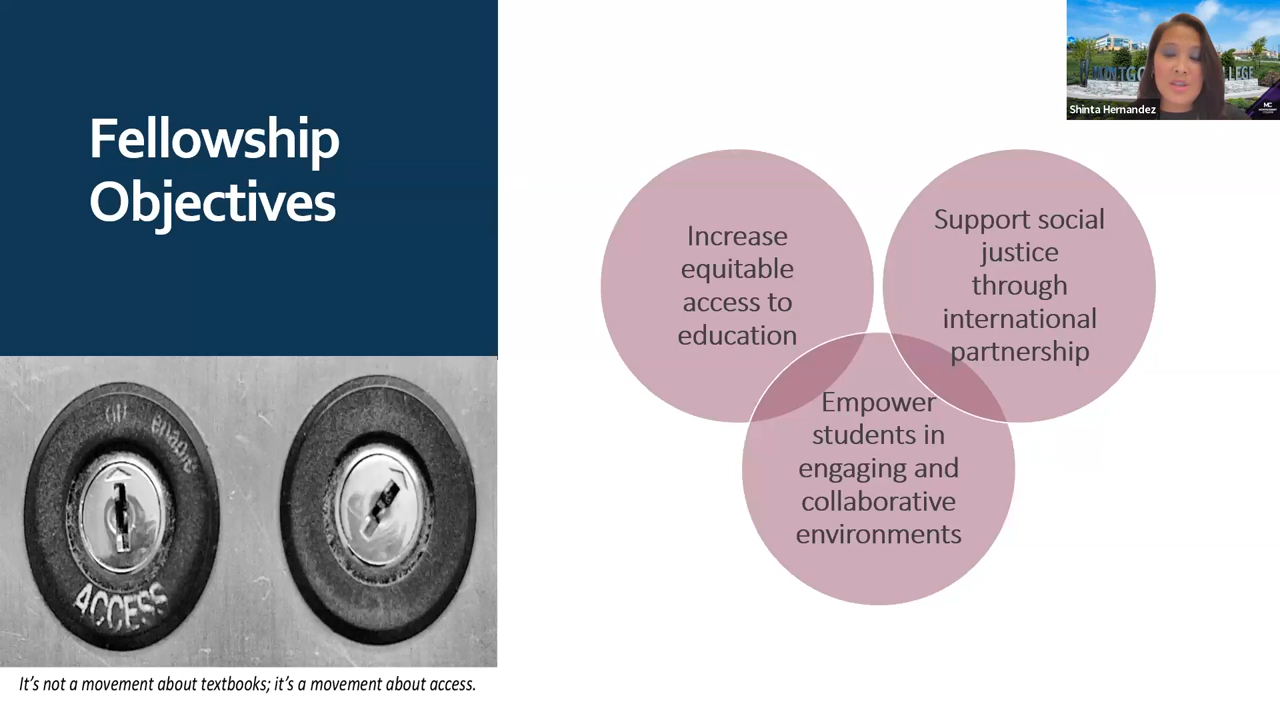 Fellowship
Objectives
Increase
equitable
access to
education
Support social
justice
through
international
partnership
Empower
students in
engaging and
collaborative
environments
ACCESS
It’s not a movement about textbooks; it’s a movement about access.
Shinta Hernandez
MC